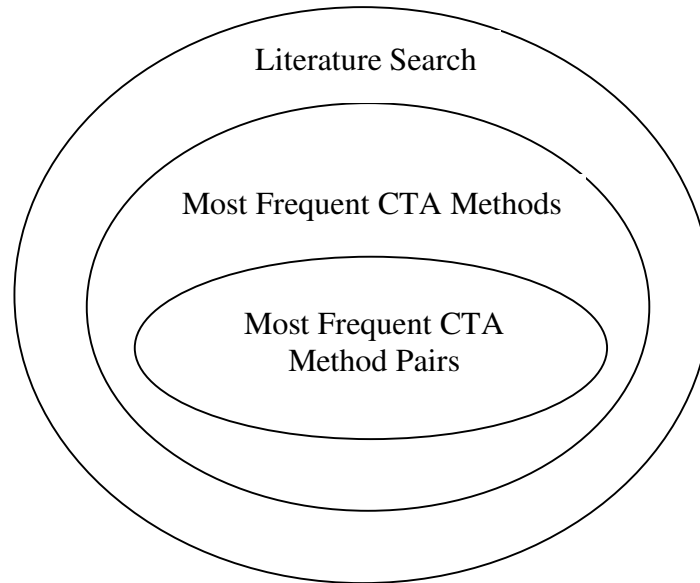 Literature Search
Most Frequent CTA Methods
Most Frequent CTA
Method Pairs